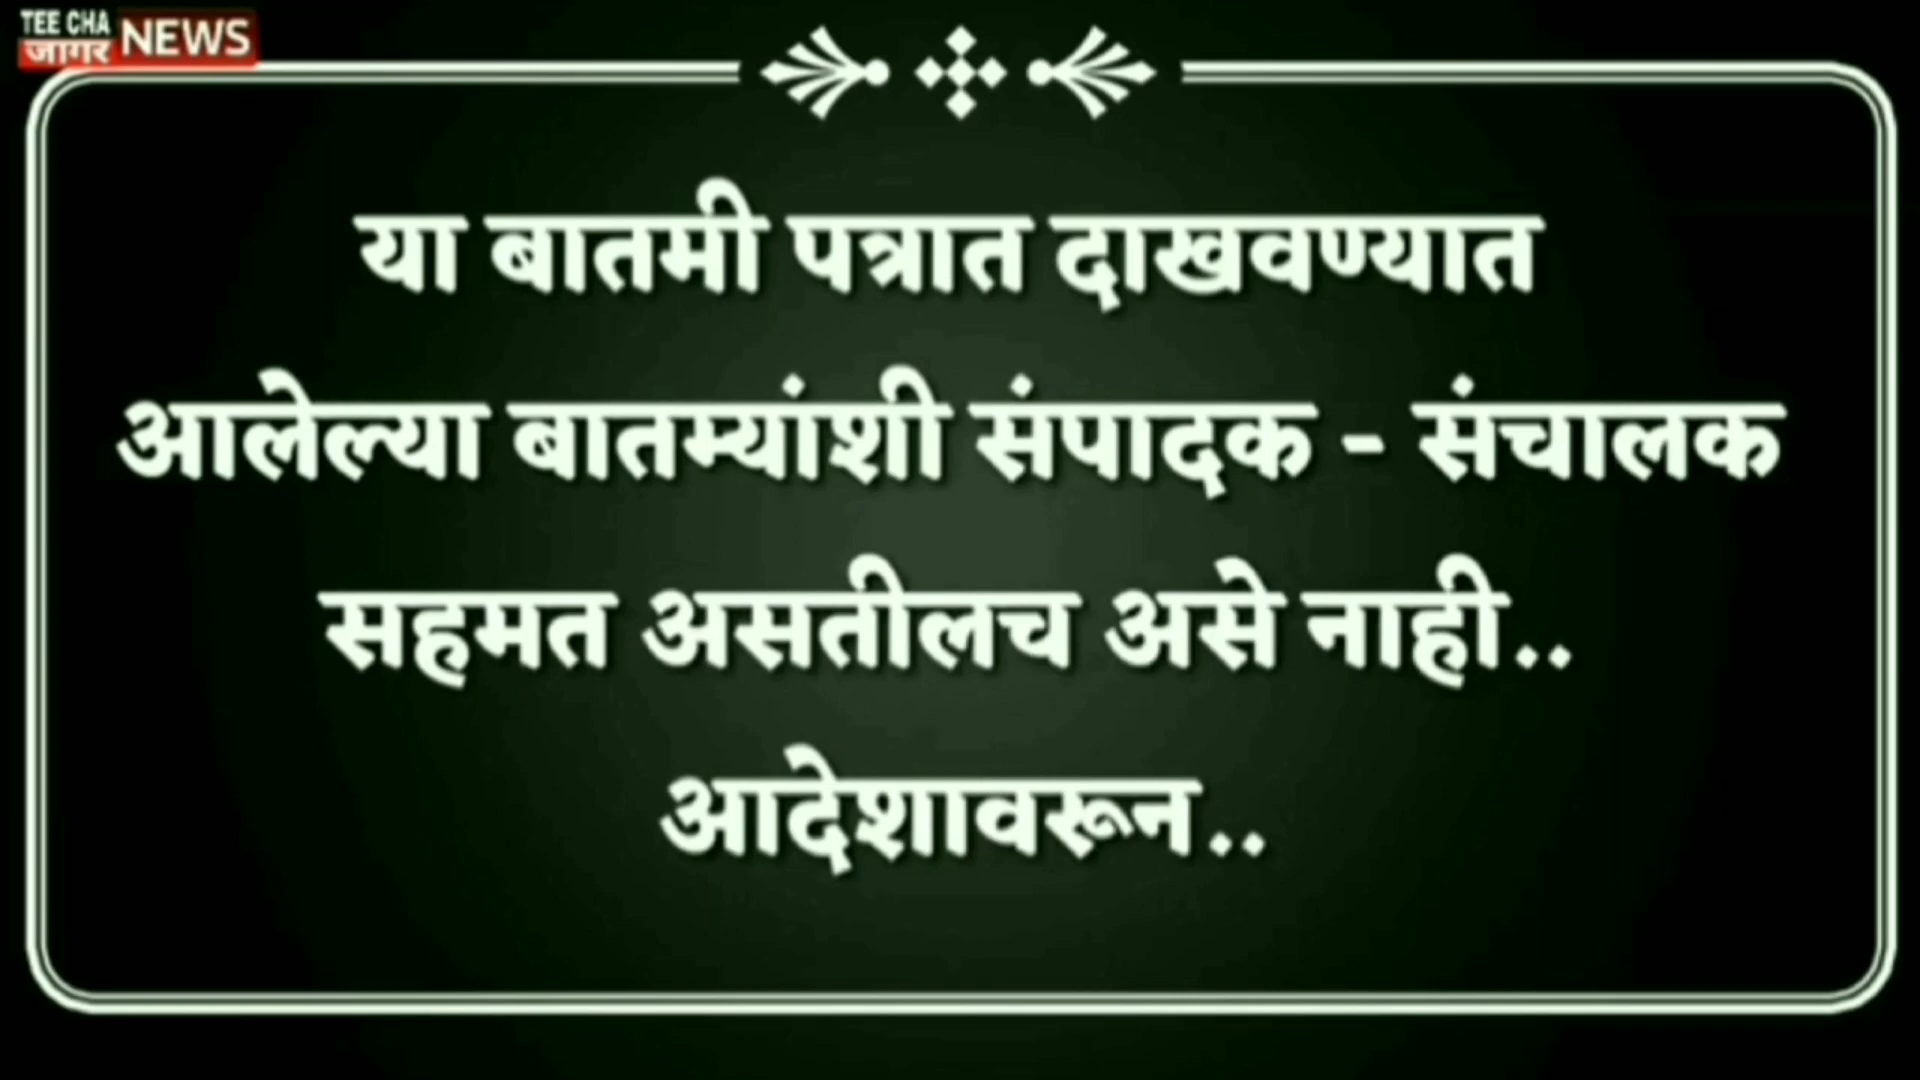 TEE CHA
जागर NEWS
या बातमी पत्रात दाखवण्यात
आलेल्या बातम्यांशी संपादक - संचालक
सहमत असतीलच असे नाही..
आदेशावरून..